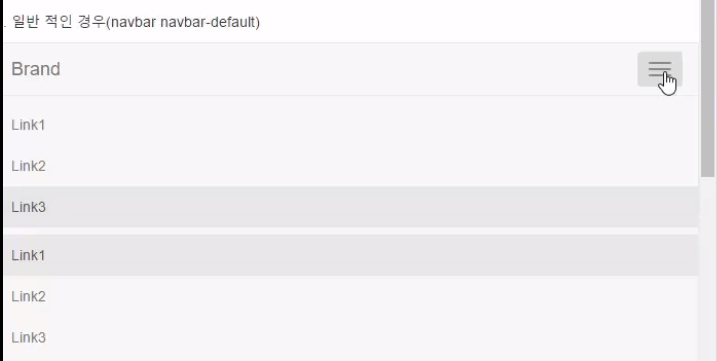 . 일반 적인 경우(navbar navbar-default)
Brand
Link1
Link2
Link3
Link1
Link2
Link3